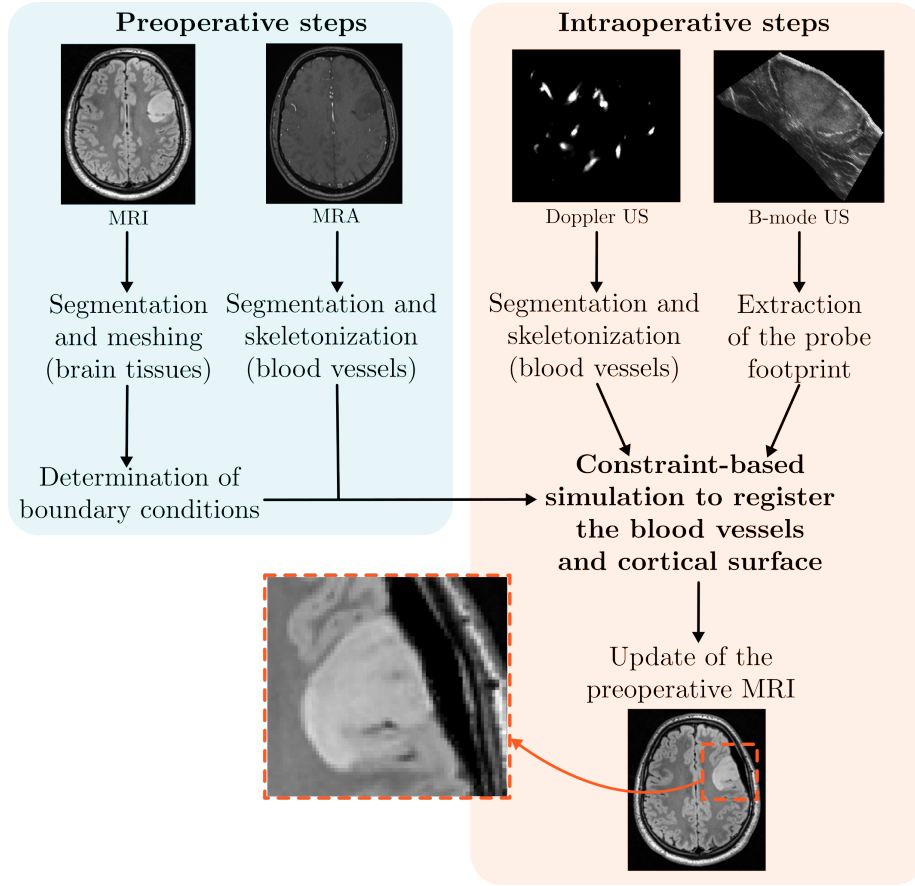 Preoperative steps
MRI
MRA
Segmentation
and meshing
(brain tissues)
Segmentation and
skeletonization
(blood vessels)
Determination of
boundary conditions
Intraoperative steps
Doppler US
B-mode US
Segmentation and
skeletonization
(blood vessels)
Extraction
of the probe
footprint
Constraint-based
simulation to register
the blood vessels
and cortical surface
Update of the
preoperative MRI